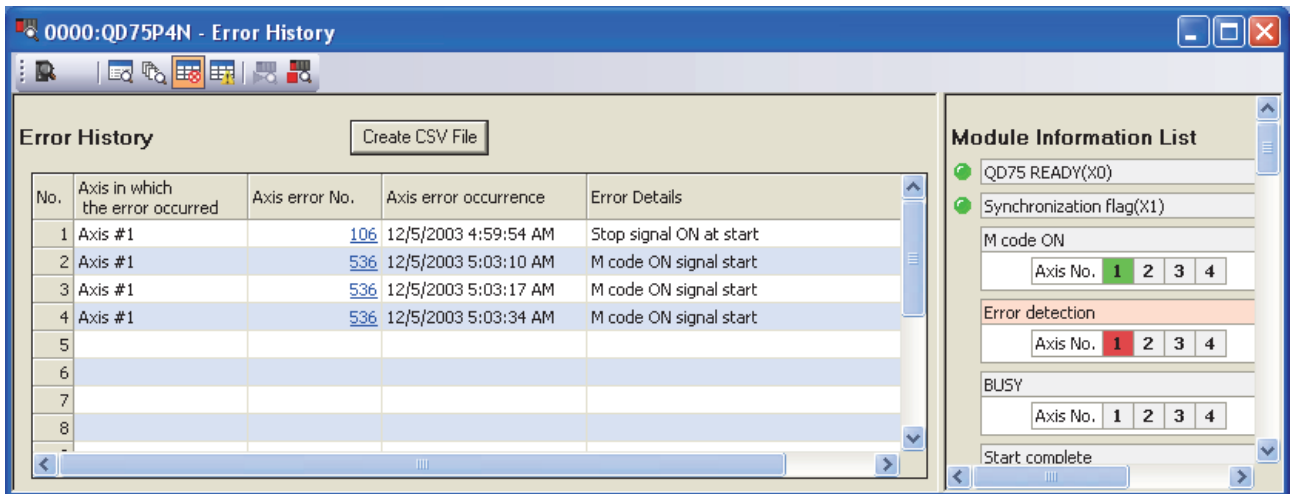 0000:QD75P4N - Error History
Error History
Create CSV File
No. Axis in which the error occurred Axis error No. Axis error occurrence Error Details
1 Axis #1 106 12/5/2003 4:59:54 AM Stop signal ON at start
2 Axis #1 536 12/5/2003 5:03:10 AM M code ON signal start
3 Axis #1 536 12/5/2003 5:03:17 AM M code ON signal start
4 Axis #1 536 12/5/2003 5:03:34 AM M code ON signal start
5
6
7
8
Module Information List
QD75 READY(X0)
Synchronization flag(X1)
M code ON
Axis No. 1 2 3 4
Error detection
Axis No. 1 2 3 4
BUSY
Axis No. 1 2 3 4
Start complete